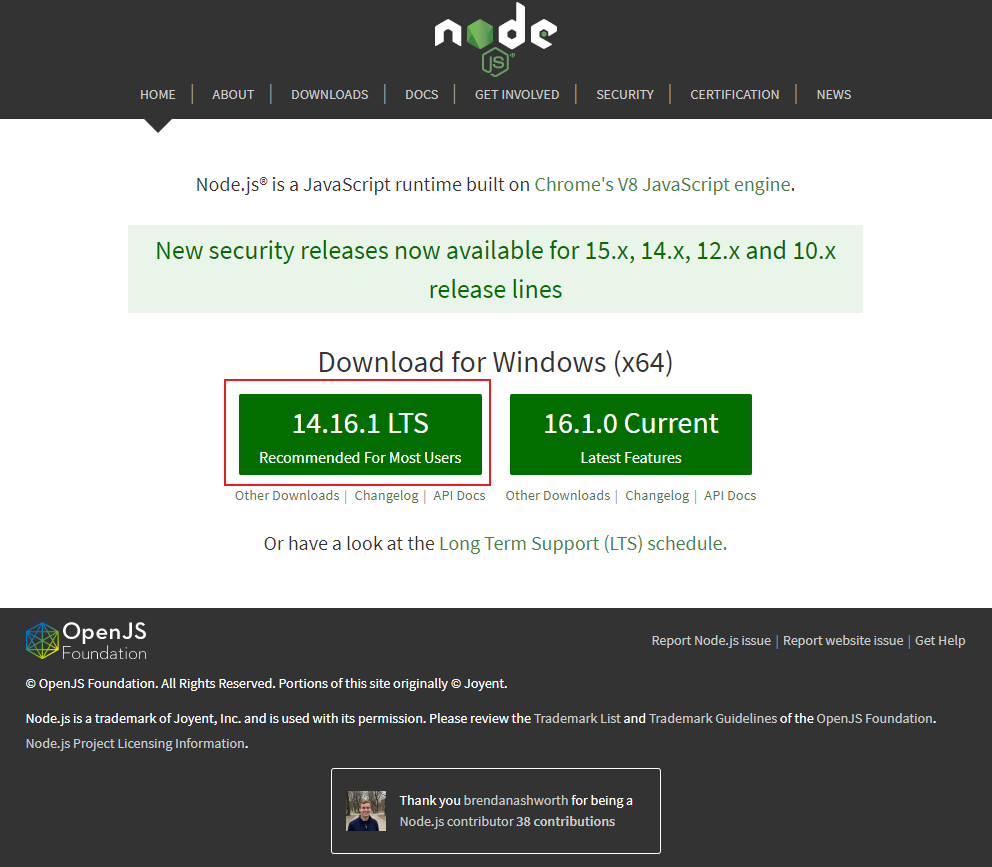 node
JS
HOME | ABOUT | DOWNLOADS | DOCS | GET INVOLVED | SECURITY | CERTIFICATION | NEWS
Node.js® is a JavaScript runtime built on Chrome's V8 JavaScript engine.
New security releases now available for 15.x, 14.x, 12.x and 10.x
release lines
Download for Windows (x64)
14.16.1 LTS
Recommended For Most Users
16.1.0 Current
Latest Features
Other Downloads | Changelog | API Docs
Other Downloads | Changelog | API Docs
Or have a look at the Long Term Support (LTS) schedule.
OpenJS
Foundation
Report Node.js issue | Report website issue | Get Help
© OpenJS Foundation. All Rights Reserved. Portions of this site originally © Joyent.
Node.js is a trademark of Joyent, Inc. and is used with its permission. Please review the Trademark List and Trademark Guidelines of the OpenJS Foundation.
Node.js Project Licensing Information.
Thank you brendanashworth for being a
Node.js contributor 38 contributions